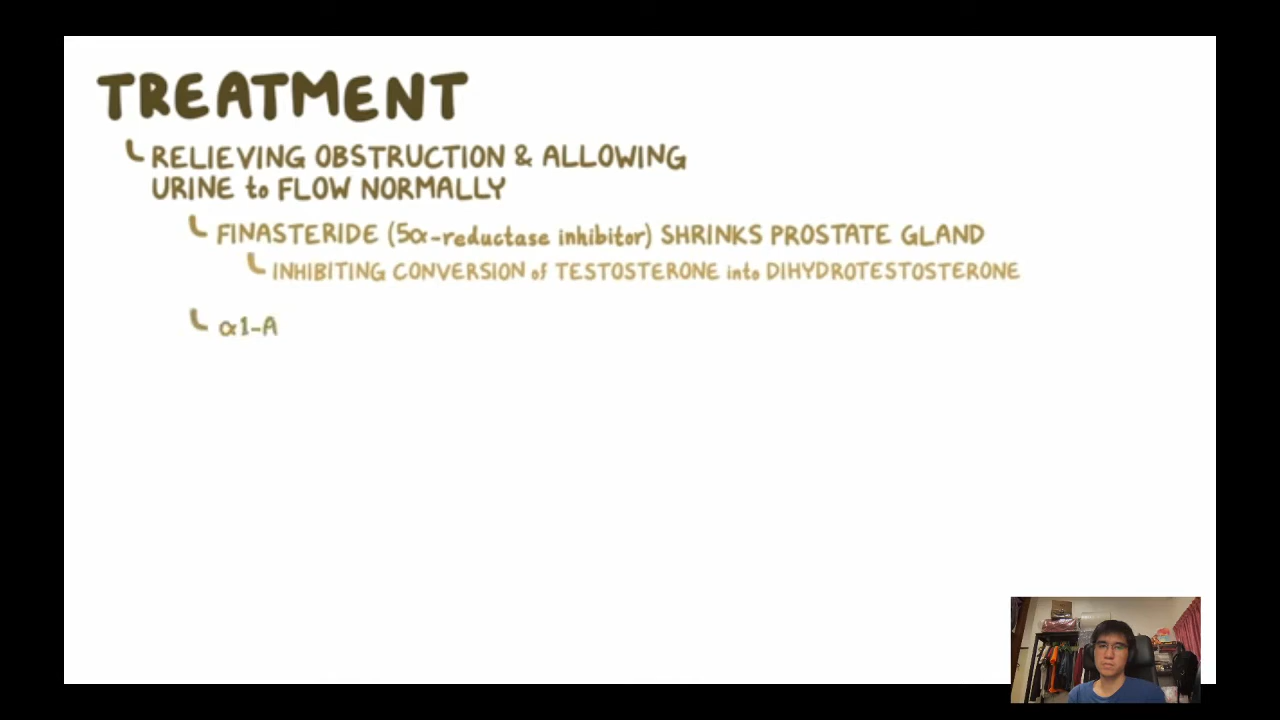 TREATMENT
RELIEVING OBSTRUCTION & ALLOWING
URINE to FLOW NORMALLY
FINASTERIDE (5α-reductase inhibitor) SHRINKS PROSTATE GLAND
INHIBITING CONVERSION of TESTOSTERONE into DIHYDROTESTOSTERONE
α1-A